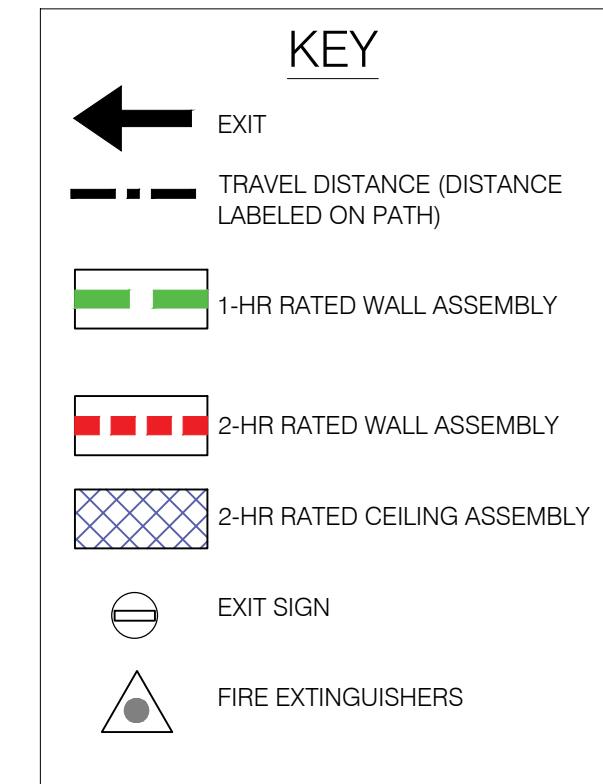 KEY
EXIT
TRAVEL DISTANCE (DISTANCE
LABELED ON PATH)
1-HR RATED WALL ASSEMBLY
2-HR RATED WALL ASSEMBLY
2-HR RATED CEILING ASSEMBLY
EXIT SIGN
FIRE EXTINGUISHERS